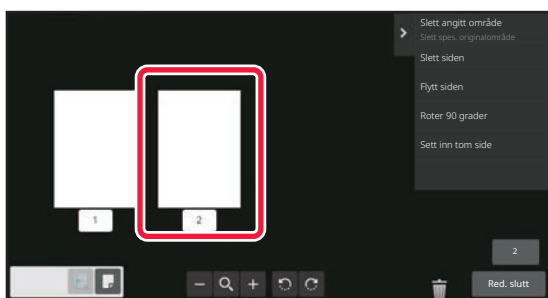 Slett angitt område
Slett spes. originalområde
Slett siden
Flytt siden
Roter 90 grader
Sett inn tom side
1
2
2
Red. slutt